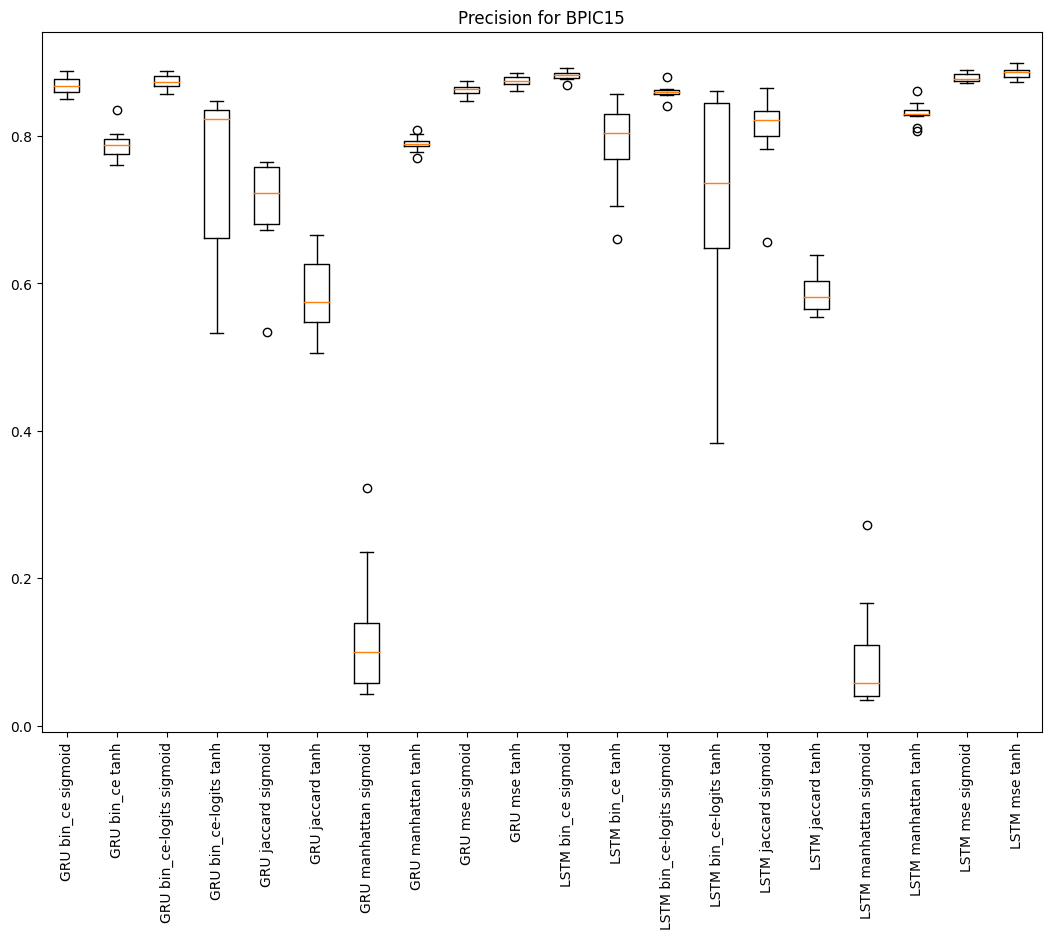 Precision for BPIC15
0.8
0.6
0.4
0.2
0.0
GRU bin_ce sigmoid
GRU bin_ce tanh
GRU bin_ce-logits sigmoid
GRU bin_ce-logits tanh
GRU jaccard sigmoid
GRU jaccard tanh
GRU manhattan sigmoid
GRU manhattan tanh
GRU mse sigmoid
GRU mse tanh
LSTM bin_ce sigmoid
LSTM bin_ce tanh
LSTM bin_ce-logits sigmoid
LSTM bin_ce-logits tanh
LSTM jaccard sigmoid
LSTM jaccard tanh
LSTM manhattan sigmoid
LSTM manhattan tanh
LSTM mse sigmoid
LSTM mse tanh